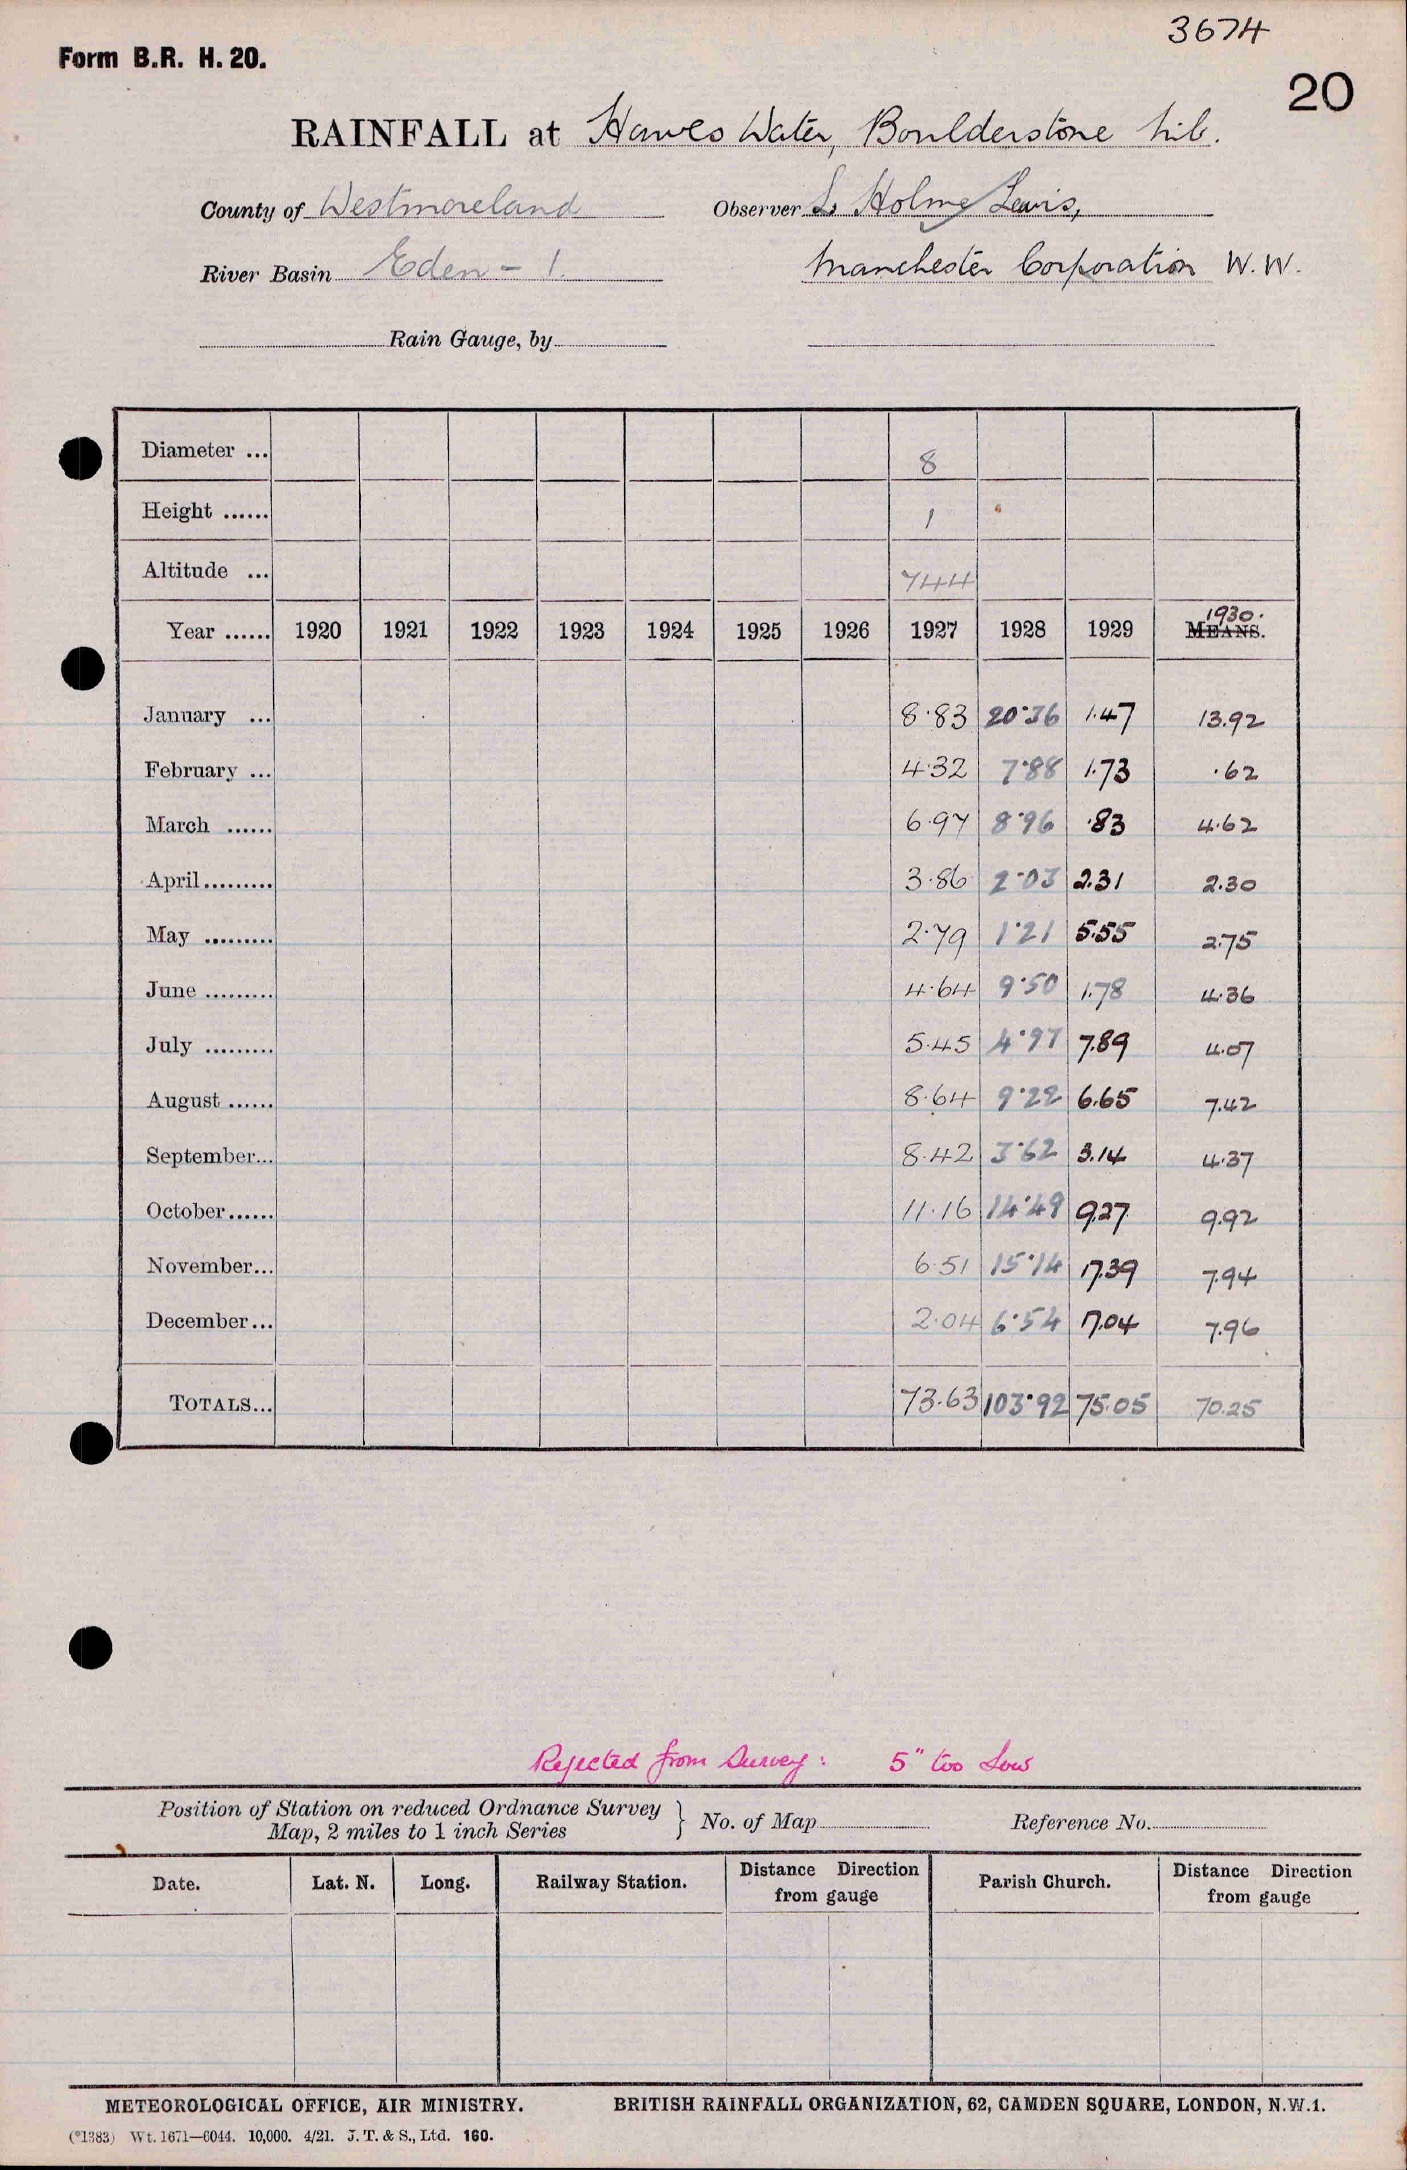 3674
Form B.R. H. 20.
20
RAINFALL at Hawes Water, Boulderstone
County of Westmoreland Observer L. Holme Lewis,
River Basin Eden - 1. Manchester Corporation W.W.
Rain Gauge, by
Diameter ... 8
Height ...... 1
Altitude ... 744
Year ...... 1920 1921 1922 1923 1924 1925 1926 1927 1928 1929 MEANS. 1930.
January ... 8.83 20.36 1.47 13.92
February ... 4.32 7.88 1.73 .62
March ...... 6.97 8.96 .83 4.62
April......... 3.86 2.03 2.31 2.30
May ......... 2.79 1.21 5.55 2.75
June ......... 4.64 9.50 1.78 4.36
July ......... 5.45 4.97 7.89 4.07
August ...... 8.64 9.22 6.65 7.42
September... 8.42 3.62 3.14 4.37
October...... 11.16 14.49 9.27 9.92
November... 6.51 15.14 17.39 7.94
December... 2.04 6.54 17.04 7.96
TOTALS... 73.63 103.92 75.05 70.25
Rejected from Survey: 5" too low
Position of Station on reduced Ordnance Survey Map, 2 miles to 1 inch Series } No. of Map Reference No.
Date. Lat. N. Long. Railway Station. Distance Direction from gauge Parish Church. Distance Direction from gauge
METEOROLOGICAL OFFICE, AIR MINISTRY. BRITISH RAINFALL ORGANIZATION, 62, CAMDEN SQUARE, LONDON, N.W.1.
(*1383) Wt. 1671—6044. 10,000. 4/21. J. T. & S., Ltd. 160.